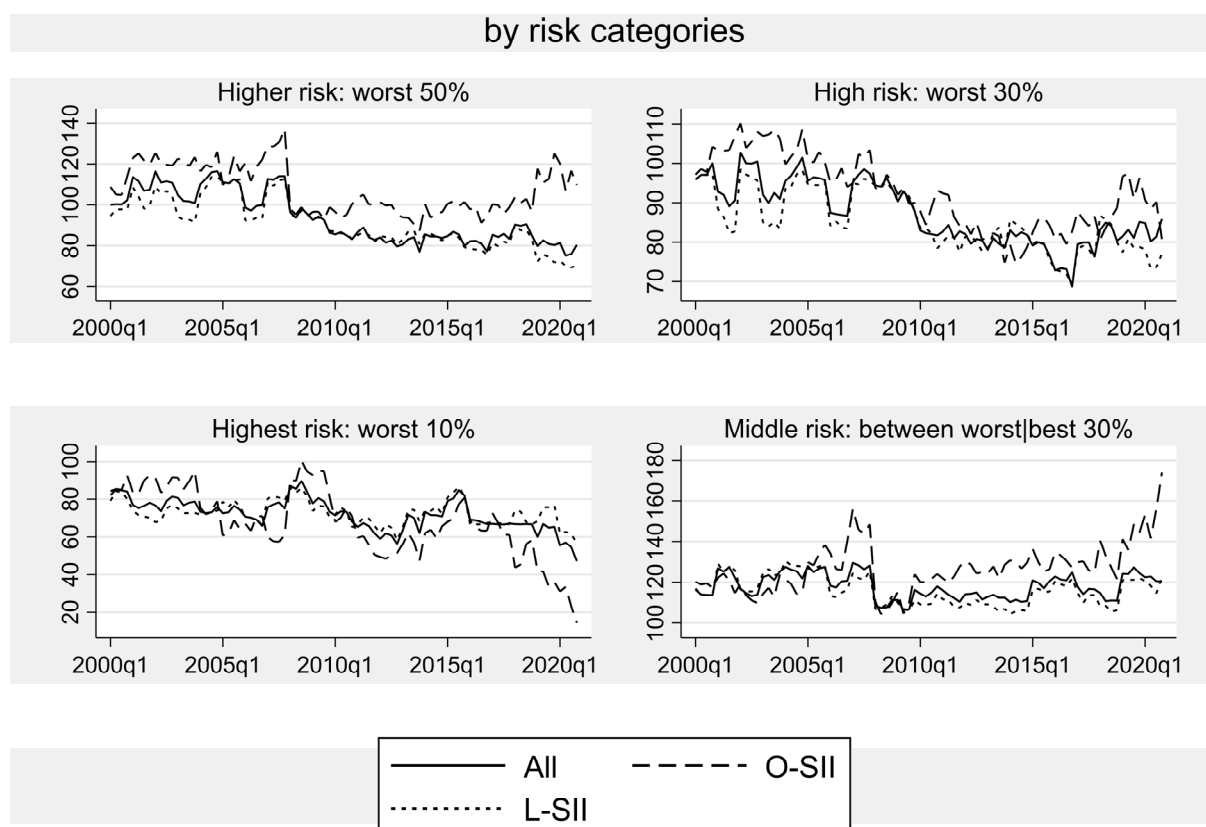 by risk categories
Higher risk: worst 50%
140
120
100
80
60
2000q1 2005q1 2010q1 2015q1 2020q1
High risk: worst 30%
110
100
90
80
70
2000q1 2005q1 2010q1 2015q1 2020q1
Highest risk: worst 10%
100
80
60
40
20
2000q1 2005q1 2010q1 2015q1 2020q1
Middle risk: between worst|best 30%
180
160
140
120
100
2000q1 2005q1 2010q1 2015q1 2020q1
All O-SII
L-SII